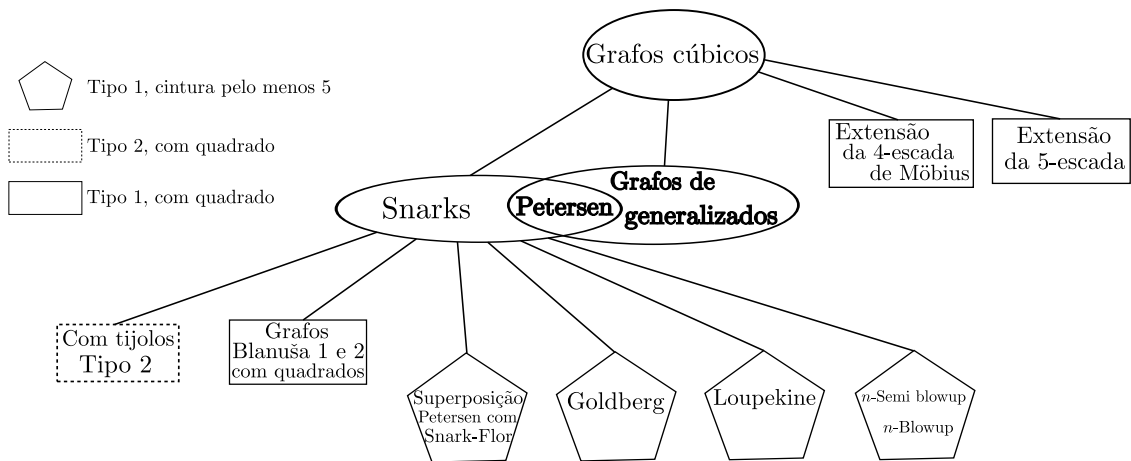 Grafos cúbicos
Tipo 1, cintura pelo menos 5
Tipo 2, com quadrado
Tipo 1, com quadrado
Extensão
da 4-escada
de Möbius
Extensão
da 5-escada
Snarks
Petersen
Grafos de
generalizados
Com tijolos
Tipo 2
Grafos
Blanuša 1 e 2
com quadrados
Superposição
Petersen com
Snark-Flor
Goldberg
Loupekine
n-Semi blowup
n-Blowup